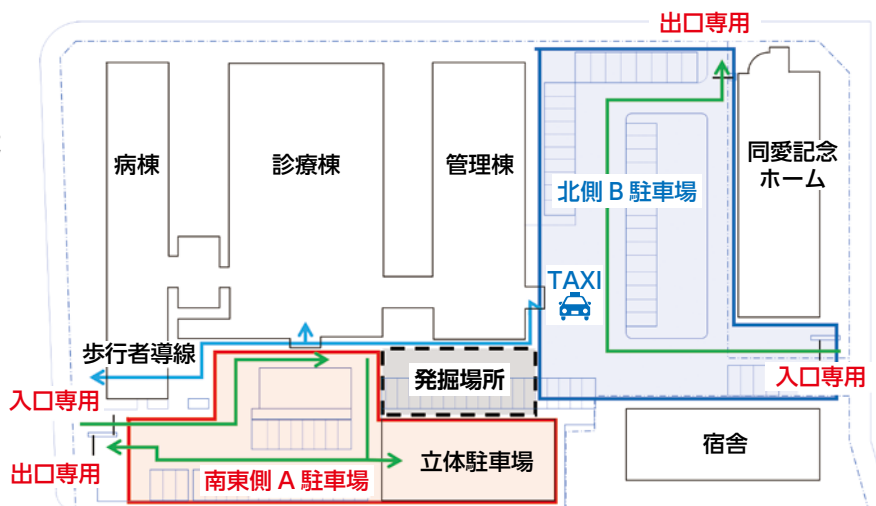 出口専用
病棟
診療棟
管理棟
同愛記念
ホーム
北側 B 駐車場
TAXI
歩行者導線
発掘場所
入口専用
入口専用
出口専用
南東側 A 駐車場
立体駐車場
宿舎